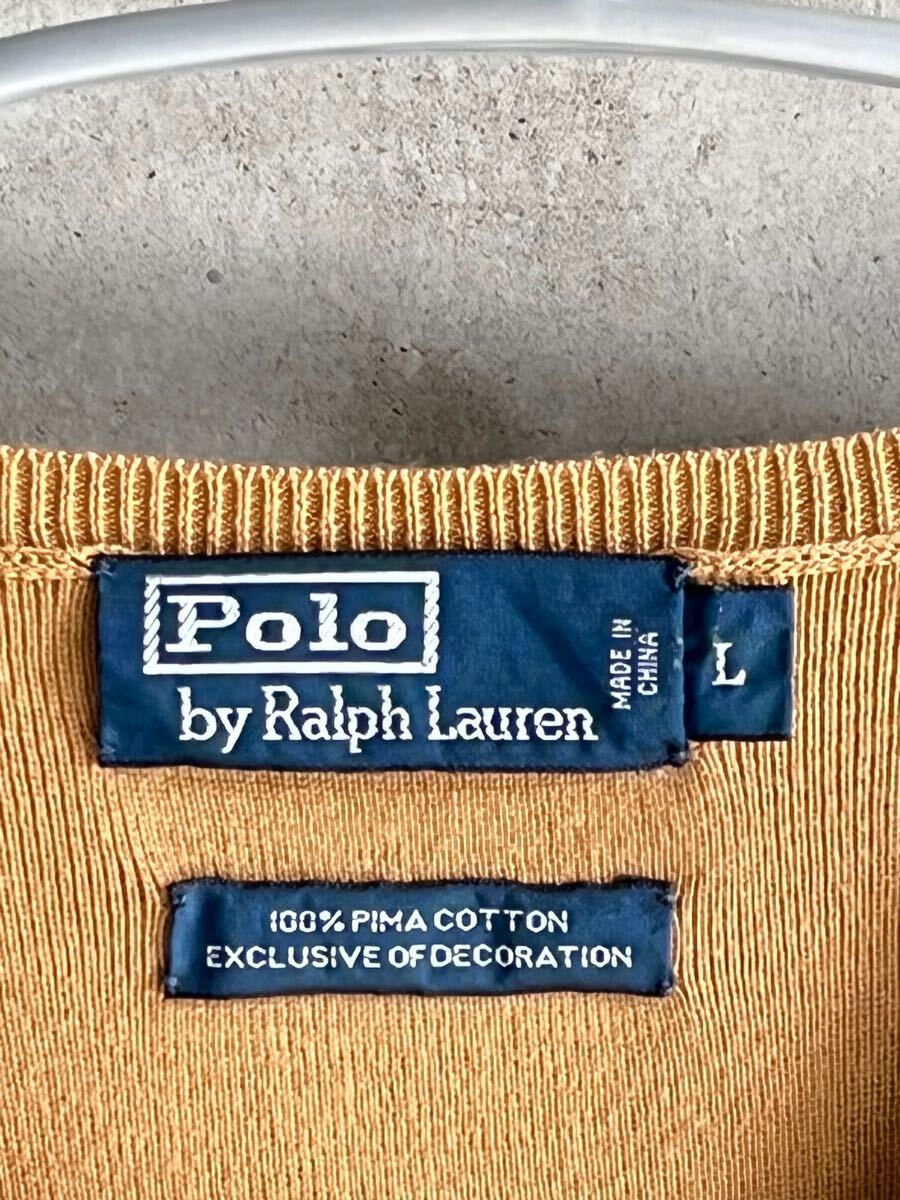 Polo
by Ralph Lauren
MADE IN
CHINA
L
100% PIMA COTTON
EXCLUSIVE OF DECORATION